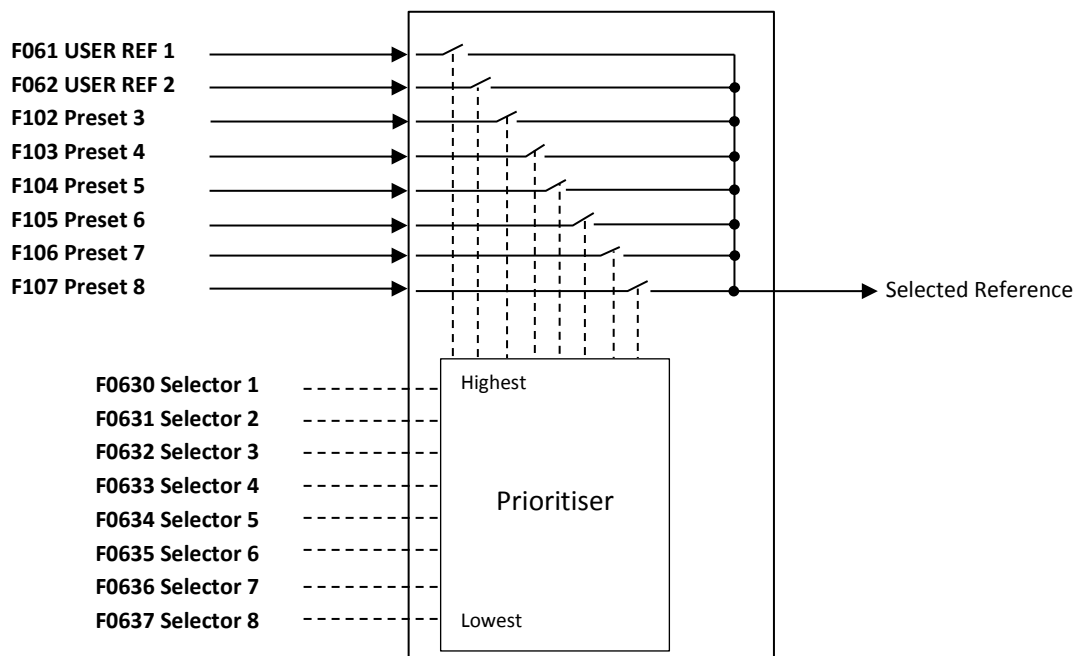 F061 USER REF 1
F062 USER REF 2
F102 Preset 3
F103 Preset 4
F104 Preset 5
F105 Preset 6
F106 Preset 7
F107 Preset 8
Selected Reference
F0630 Selector 1
Highest
F0631 Selector 2
F0632 Selector 3
F0633 Selector 4
Prioritiser
F0634 Selector 5
F0635 Selector 6
F0636 Selector 7
F0637 Selector 8
Lowest